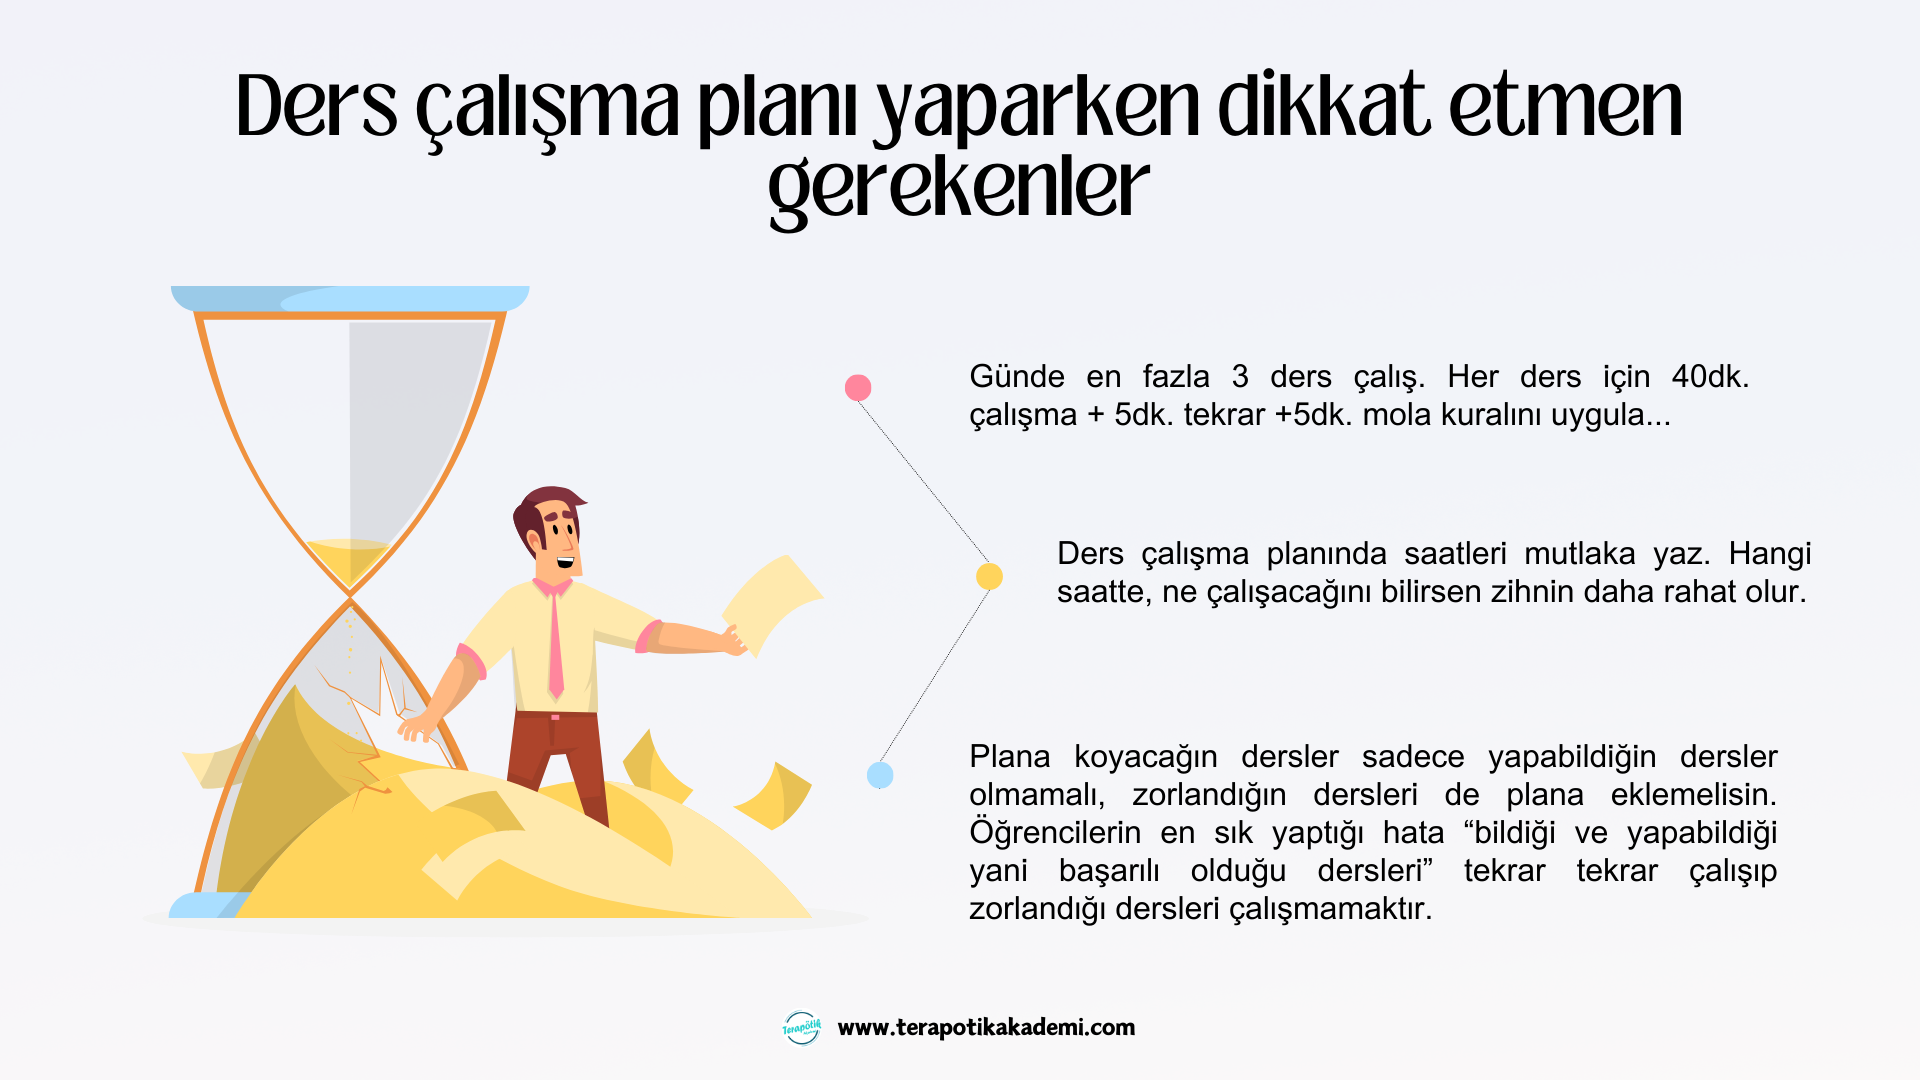 Ders çalışma planı yaparken dikkat etmen
gerekenler
Günde en fazla 3 ders çalış. Her ders için 40dk.
çalışma + 5dk. tekrar +5dk. mola kuralını uygula...
Ders çalışma planında saatleri mutlaka yaz. Hangi
saatte, ne çalışacağını bilirsen zihnin daha rahat olur.
Plana koyacağın dersler sadece yapabildiğin dersler
olmamalı, zorlandığın dersleri de plana eklemelisin.
Öğrencilerin en sık yaptığı hata “bildiği ve yapabildiği
yani başarılı olduğu dersleri” tekrar tekrar çalışıp
zorlandığı dersleri çalışmamaktır.
Terapötik
www.terapotikakademi.com